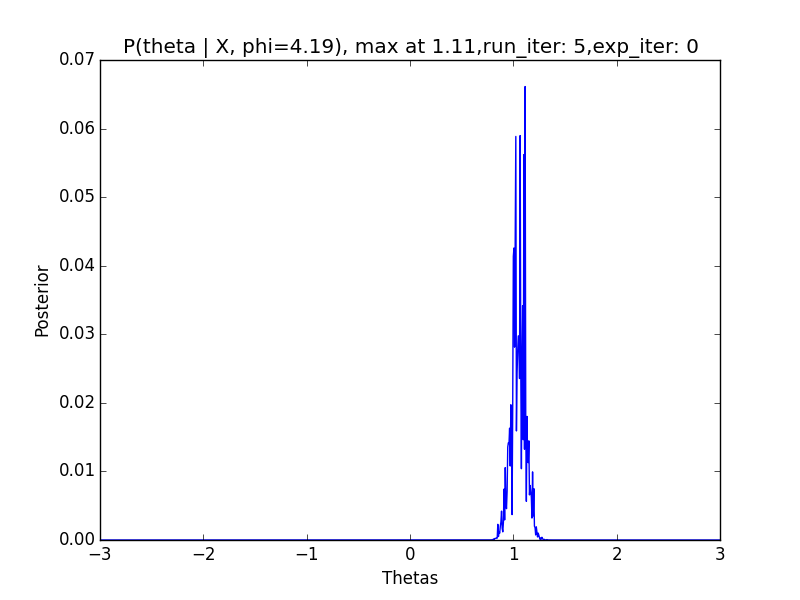 P(theta | X, phi=4.19), max at 1.11,run_iter: 5,exp_iter: 0
0.07
0.06
0.05
0.04
0.03
0.02
0.01
0.00
Posterior
−3 −2 −1 0 1 2 3
Thetas